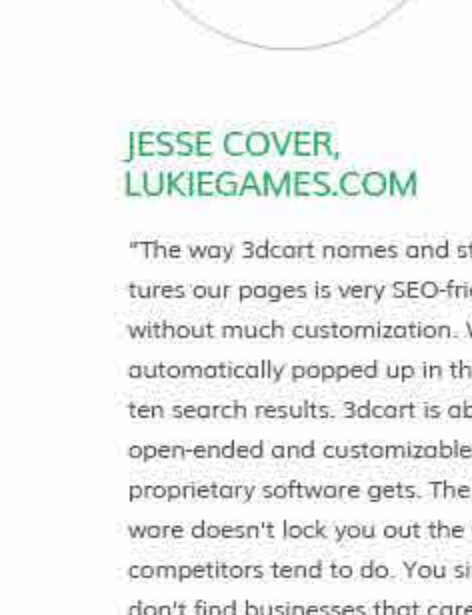 JESSE COVER,
LUKIEGAMES.COM
"The way 3dcart names and
tures our pages is very
without much customization.
automatically popped up in
ten search results. 3dcart is
open-ended and customizable
proprietary software gets. The
ware doesn't lock you out the
competitors tend to do. You
don't find businesses that care